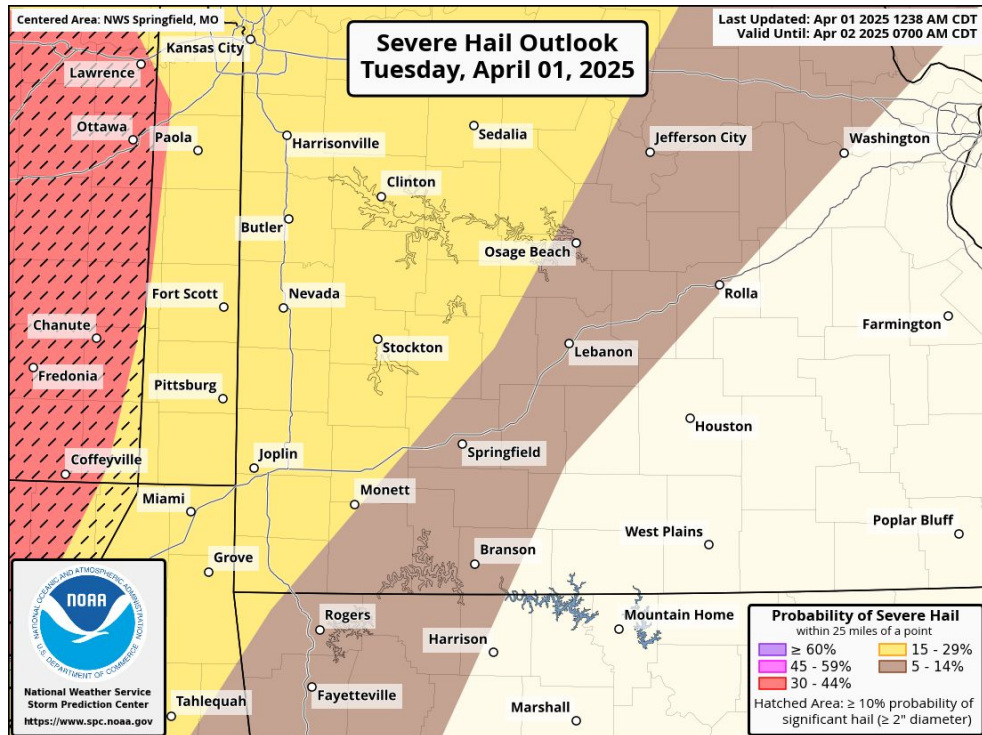 Centered Area: NWS Springfield, MO
Severe Hail Outlook
Tuesday, April 01, 2025
Last Updated: Apr 01 2025 1238 AM CDT
Valid Until: Apr 02 2025 0700 AM CDT
Kansas City
Lawrence
Ottawa
Paola
Harrisonville
Sedalia
Jefferson City
Washington
Clinton
Butler
Osage Beach
Fort Scott
Nevada
Rolla
Chanute
Farmington
Stockton
Lebanon
Fredonia
Pittsburg
Houston
Coffeyville
Joplin
Springfield
Miami
Monett
Poplar Bluff
West Plains
Grove
Branson
Rogers
Mountain Home
Harrison
Tahlequah
Fayetteville
Marshall
NATIONAL OCEANIC AND ATMOSPHERIC ADMINISTRATION
NOAA
U.S. DEPARTMENT OF COMMERCE
National Weather Service
Storm Prediction Center
https://www.spc.noaa.gov
Probability of Severe Hail
within 25 miles of a point
≥ 60%
45 - 59%
30 - 44%
15 - 29%
5 - 14%
Hatched Area: ≥ 10% probability of
significant hail (≥ 2" diameter)